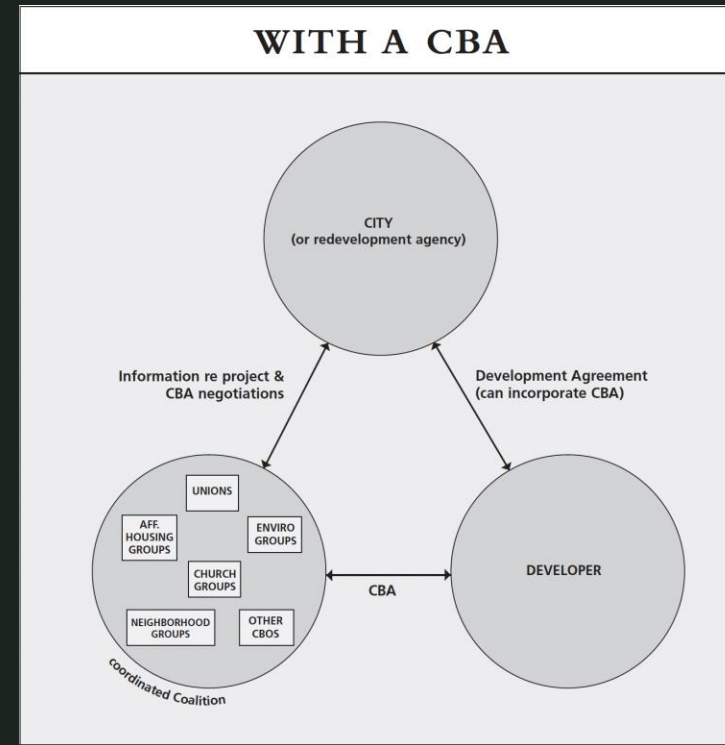 WITH A CBA
CITY
(or redevelopment agency)
Information re project &
CBA negotiations
Development Agreement
(can incorporate CBA)
UNIONS
AFF.
HOUSING
GROUPS
ENVIRO
GROUPS
CHURCH
GROUPS
NEIGHBORHOOD
GROUPS
OTHER
CBOS
CBA
DEVELOPER
coordinated Coalition